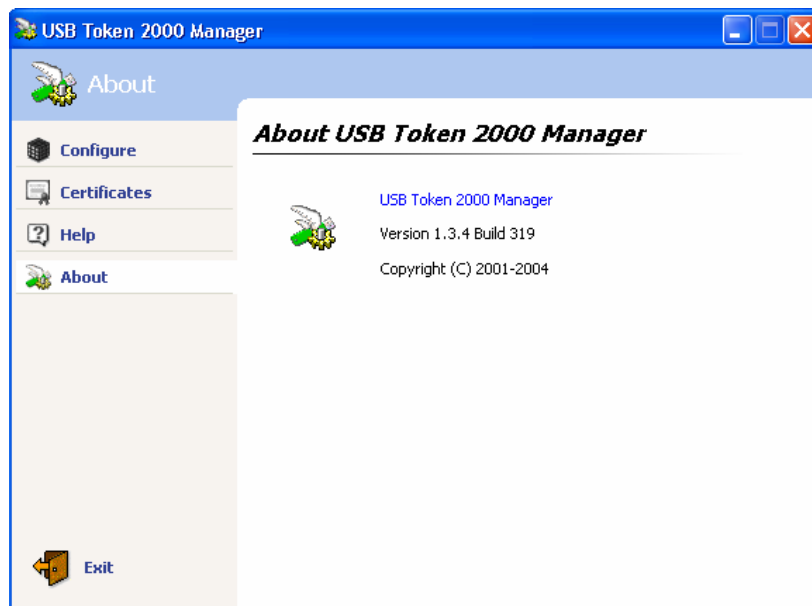 USB Token 2000 Manager
About
Configure
Certificates
Help
About
Exit
About USB Token 2000 Manager
USB Token 2000 Manager
Version 1.3.4 Build 319
Copyright (C) 2001-2004